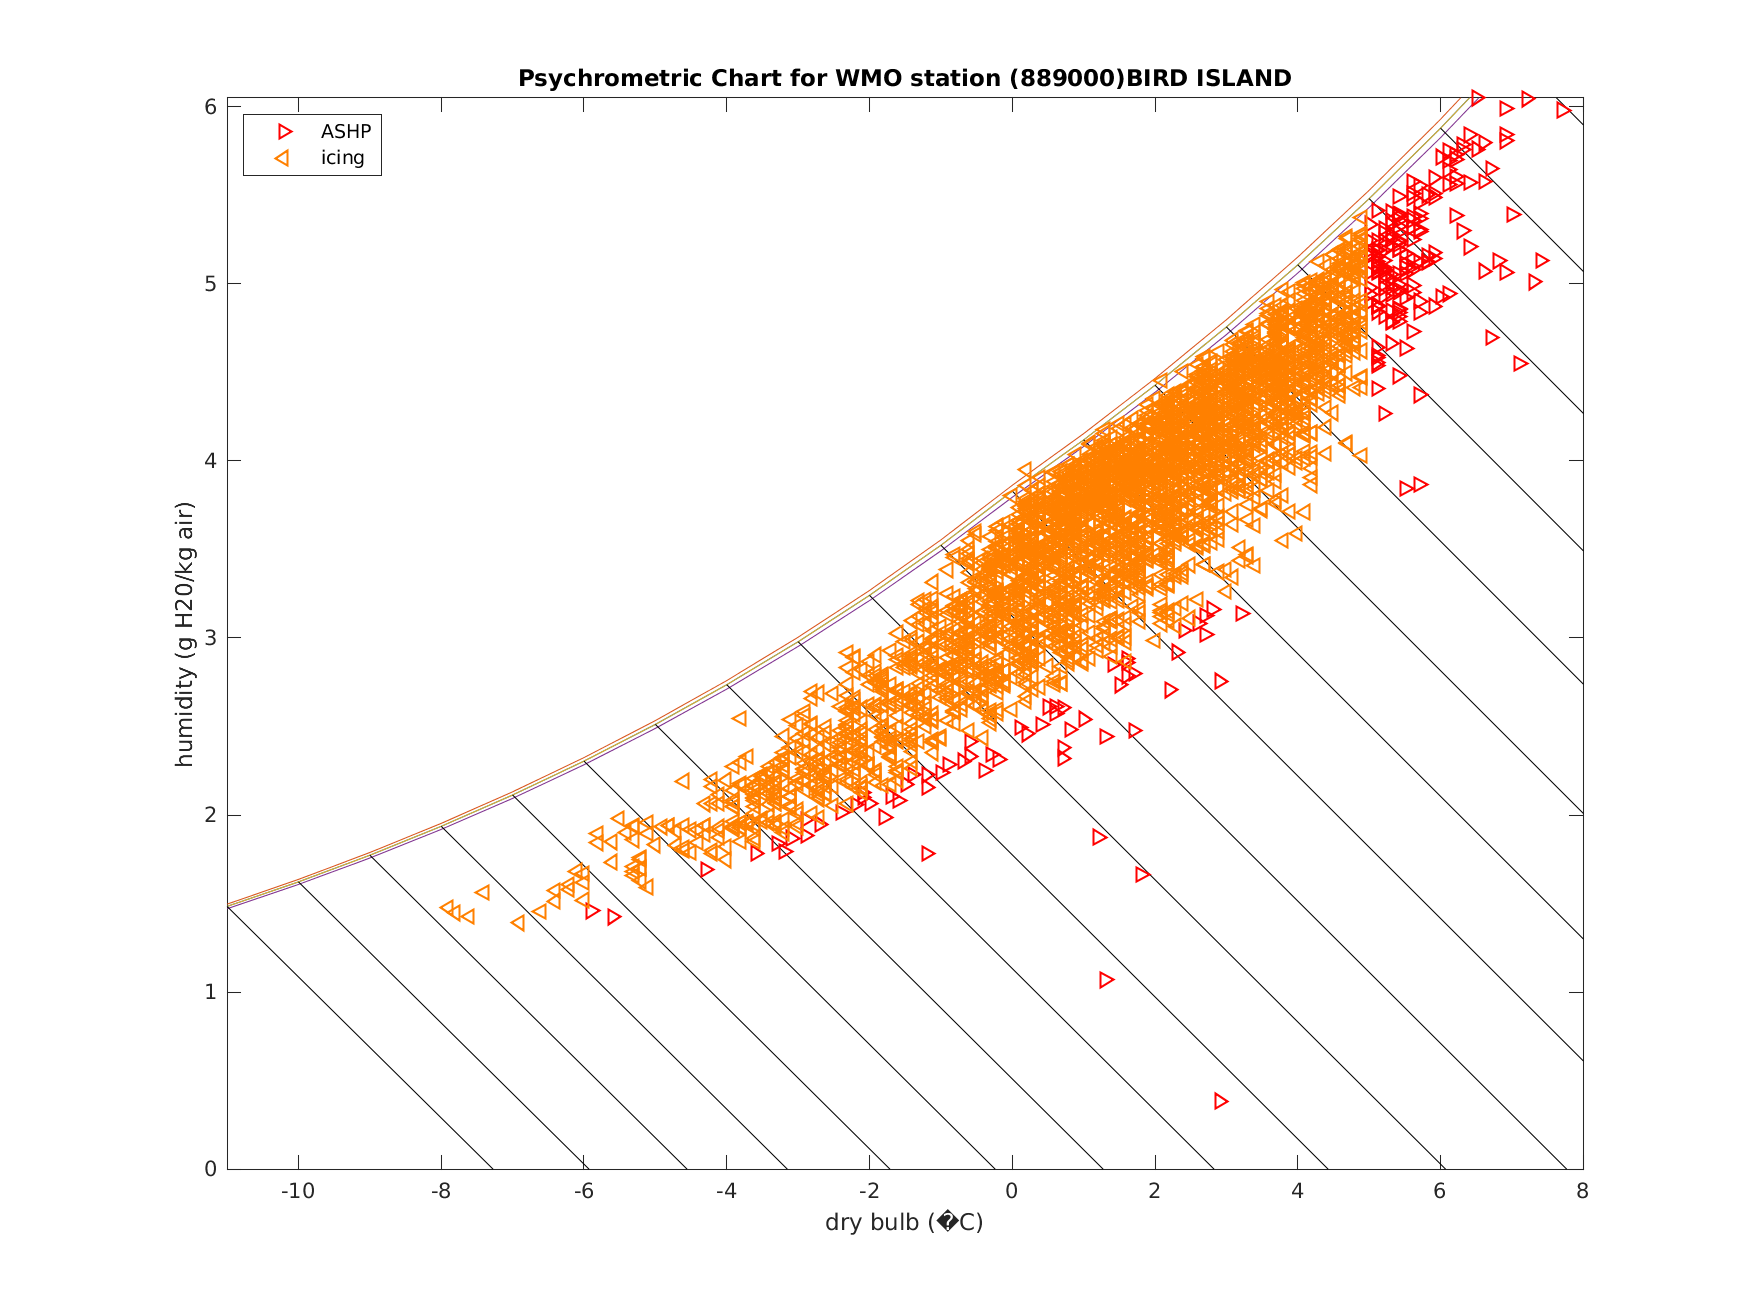 Psychrometric Chart for WMO station (889000)BIRD ISLAND
ASHP
icing
humidity (g H20/kg air)
6
5
4
3
2
1
0
-10 -8 -6 -4 -2 0 2 4 6 8
dry bulb (�C)